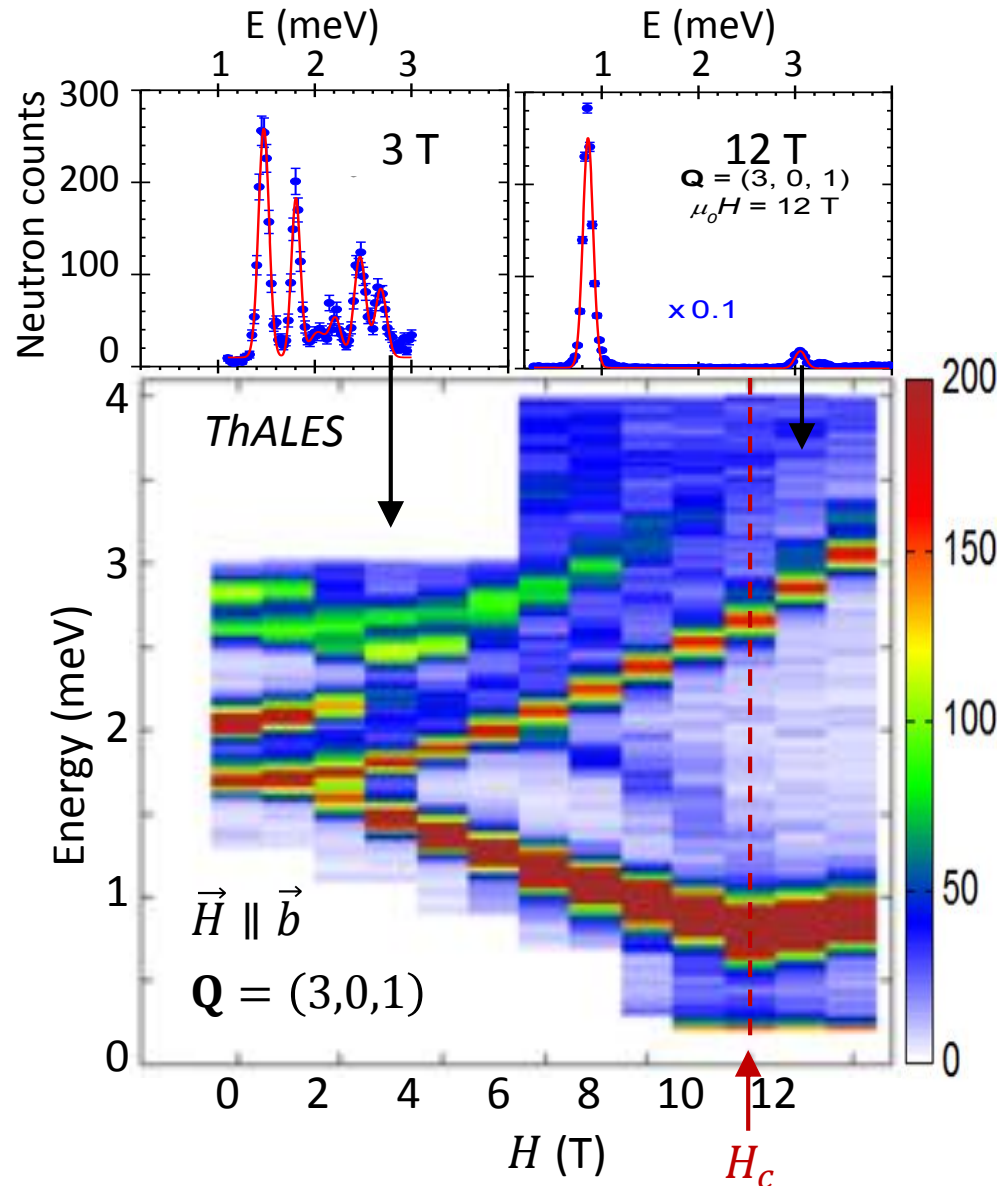 E (meV)
E (meV)
1 2 3
1 2 3
Neutron counts
300
200
100
0
3 T
12 T
Q = (3, 0, 1)
μoH = 12 T
x 0.1
ThALES
Energy (meV)
4
3
2
1
0
H⃗ ∥ b⃗
Q = (3,0,1)
200
150
100
50
0
0 2 4 6 8 10 12
H (T)
Hc